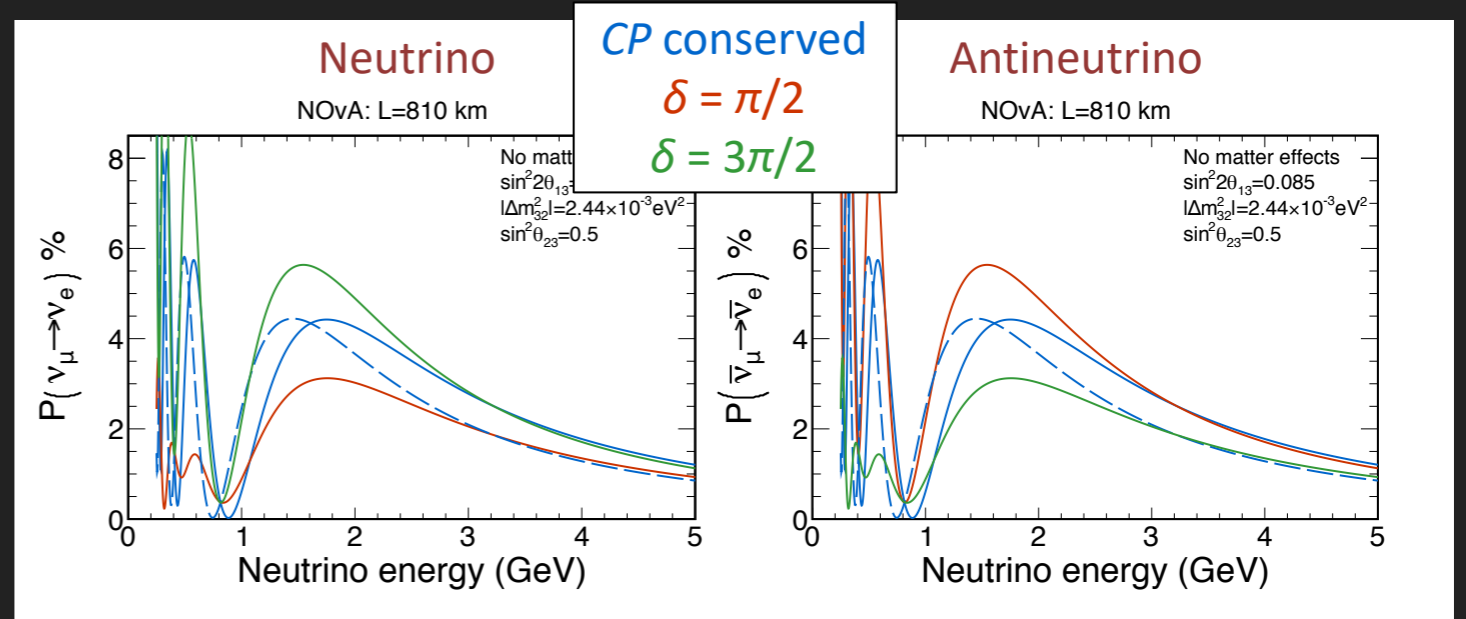 Neutrino
NOvA: L=810 km
CP conserved
δ = π/2
δ = 3π/2
Antineutrino
NOvA: L=810 km
No matt
sin²2θ₁₃=
|Δm²₃₂|=2.44×10⁻³eV²
sin²θ₂₃=0.5
8
6
4
2
0
P(νμ→νe) %
0 1 2 3 4 5
Neutrino energy (GeV)
No matter effects
sin²2θ₁₃=0.085
|Δm²₃₂|=2.44×10⁻³eV²
sin²θ₂₃=0.5
6
4
2
0
P(ν̄μ→ν̄e) %
0 1 2 3 4 5
Neutrino energy (GeV)